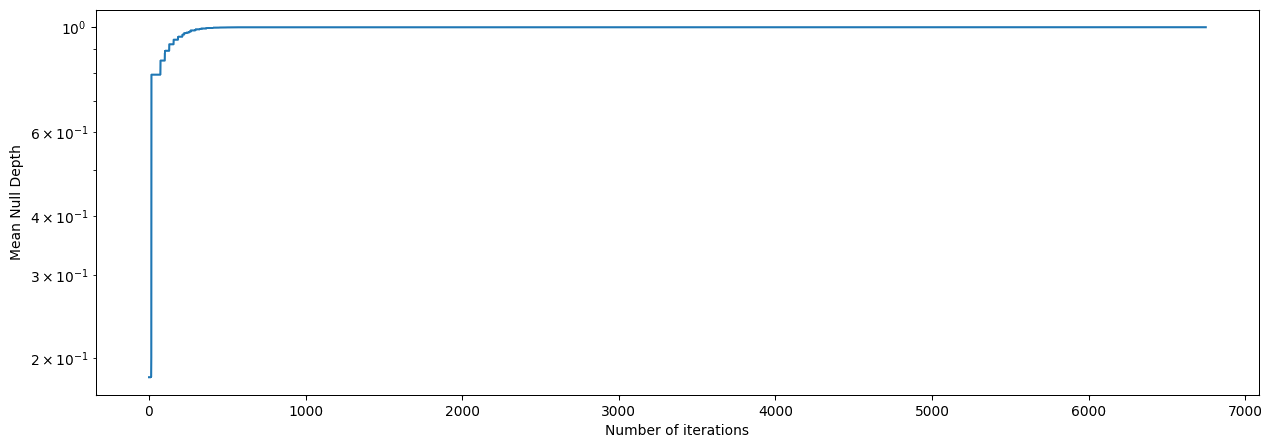 10⁰
6 × 10⁻¹
4 × 10⁻¹
3 × 10⁻¹
2 × 10⁻¹
Mean Null Depth
0 1000 2000 3000 4000 5000 6000 7000
Number of iterations